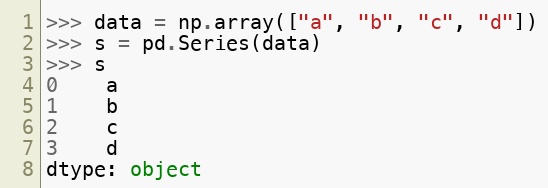 1 >>> data = np.array(["a", "b", "c", "d"])
2 >>> s = pd.Series(data)
3 >>> s
4 0    a
5 1    b
6 2    c
7 3    d
8 dtype: object